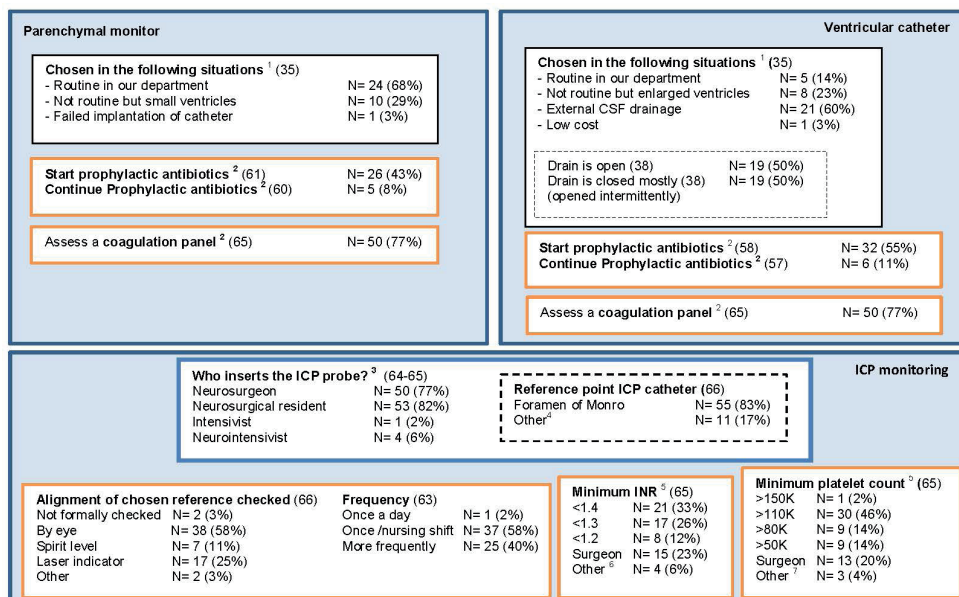 Parenchymal monitor
Chosen in the following situations 1 (35)
- Routine in our department N= 24 (68%)
- Not routine but small ventricles N= 10 (29%)
- Failed implantation of catheter N= 1 (3%)
Start prophylactic antibiotics 2 (61) N= 26 (43%)
Continue Prophylactic antibiotics 2 (60) N= 5 (8%)
Assess a coagulation panel 2 (65) N= 50 (77%)
Ventricular catheter
Chosen in the following situations 1 (35)
- Routine in our department N= 5 (14%)
- Not routine but enlarged ventricles N= 8 (23%)
- External CSF drainage N= 21 (60%)
- Low cost N= 1 (3%)
Drain is open (38) N= 19 (50%)
Drain is closed mostly (38) N= 19 (50%)
(opened intermittently)
Start prophylactic antibiotics 2 (58) N= 32 (55%)
Continue Prophylactic antibiotics 2 (57) N= 6 (11%)
Assess a coagulation panel 2 (65) N= 50 (77%)
ICP monitoring
Who inserts the ICP probe? 3 (64-65)
Neurosurgeon N= 50 (77%)
Neurosurgical resident N= 53 (82%)
Intensivist N= 1 (2%)
Neurointensivist N= 4 (6%)
Reference point ICP catheter (66)
Foramen of Monro N= 55 (83%)
Other4 N= 11 (17%)
Alignment of chosen reference checked (66)
Not formally checked N= 2 (3%)
By eye N= 38 (58%)
Spirit level N= 7 (11%)
Laser indicator N= 17 (25%)
Other N= 2 (3%)
Frequency (63)
Once a day N= 1 (2%)
Once /nursing shift N= 37 (58%)
More frequently N= 25 (40%)
Minimum INR 5 (65)
<1.4 N= 21 (33%)
<1.3 N= 17 (26%)
<1.2 N= 8 (12%)
Surgeon N= 15 (23%)
Other 6 N= 4 (6%)
Minimum platelet count 5 (65)
>150K N= 1 (2%)
>110K N= 30 (46%)
>80K N= 9 (14%)
>50K N= 9 (14%)
Surgeon N= 13 (20%)
Other 7 N= 3 (4%)